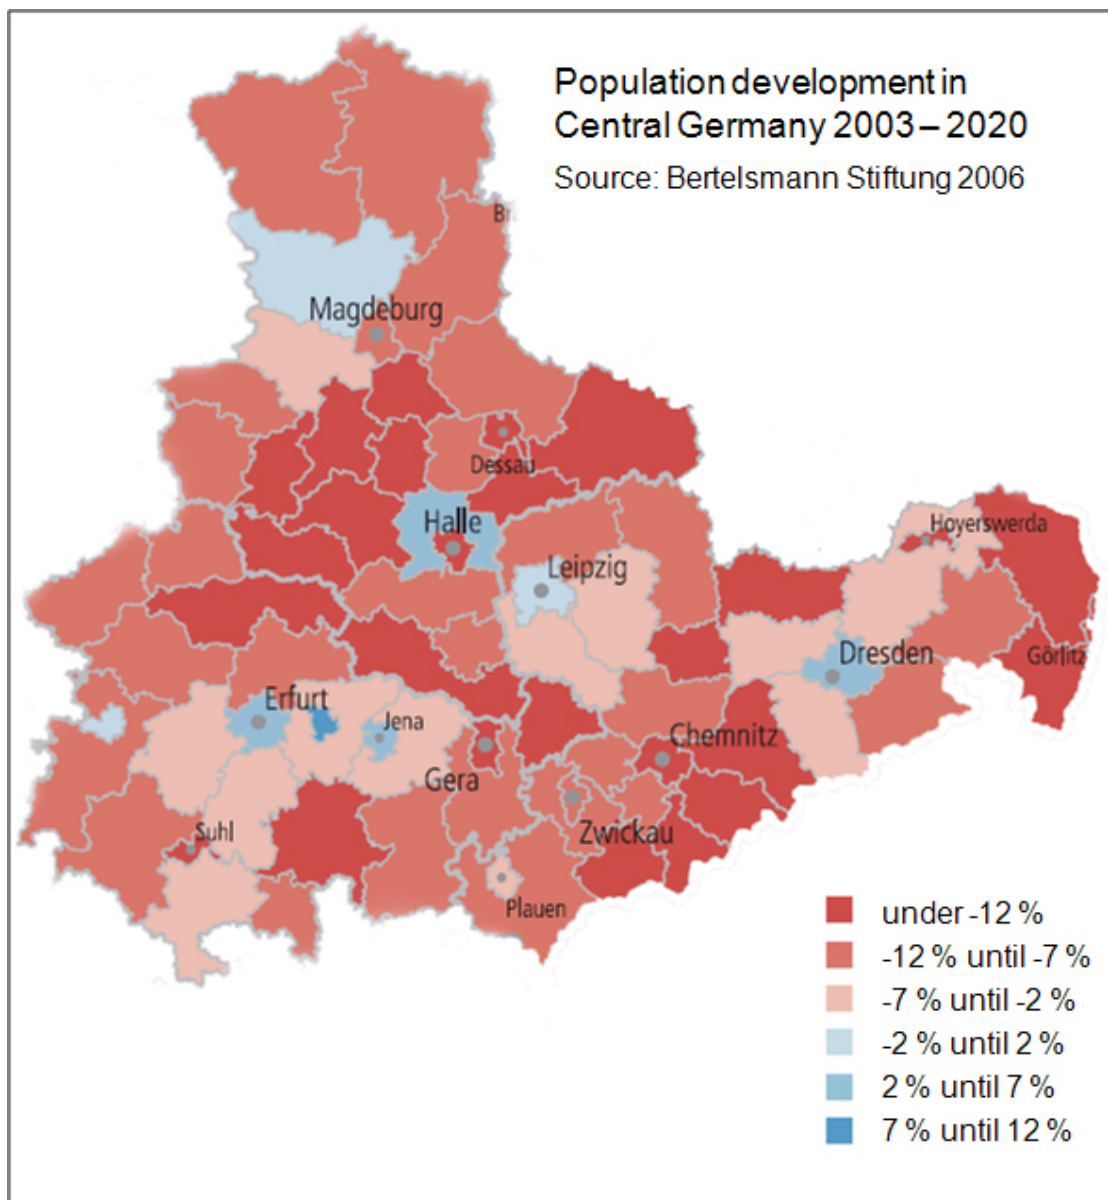 Population development in
Central Germany 2003 – 2020
Source: Bertelsmann Stiftung 2006
Br
Magdeburg
Dessau
Halle
Hoyerswerda
Leipzig
Dresden
Görlitz
Erfurt
Jena
Chemnitz
Gera
Suhl
Zwickau
Plauen
under -12 %
-12 % until -7 %
-7 % until -2 %
-2 % until 2 %
2 % until 7 %
7 % until 12 %